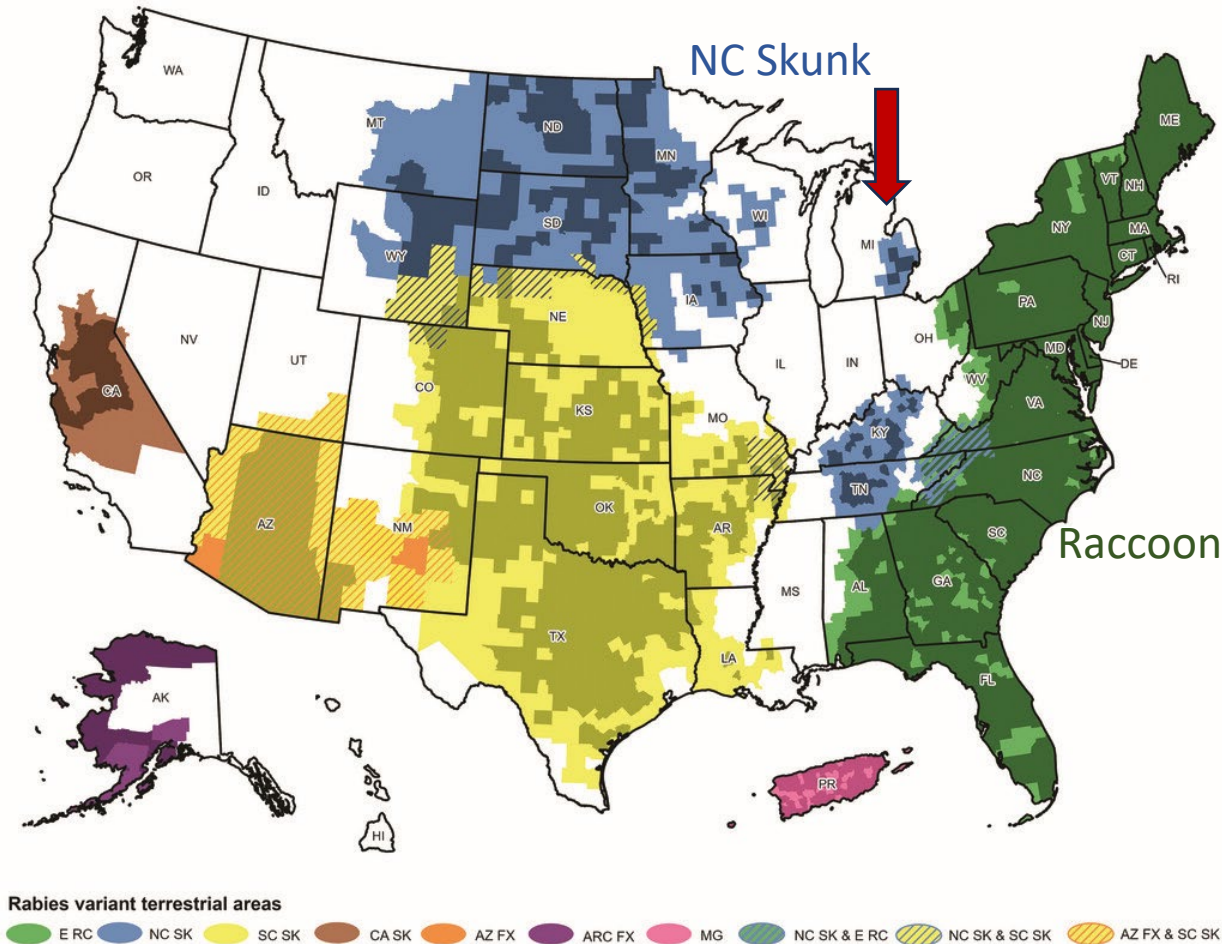 NC Skunk
WA
MT
ND
MN
ME
OR
ID
VT
NH
SD
WI
NY
MA
MI
CT
WY
RI
IA
PA
NE
NJ
OH
NV
IL
IN
MD
DE
UT
WV
CA
CO
VA
KS
MO
KY
NC
TN
OK
AZ
NM
AR
SC
Raccoon
MS
AL
GA
TX
LA
FL
AK
PR
HI
Rabies variant terrestrial areas
E RC NC SK SC SK CA SK AZ FX ARC FX MG NC SK & E RC NC SK & SC SK AZ FX & SC SK